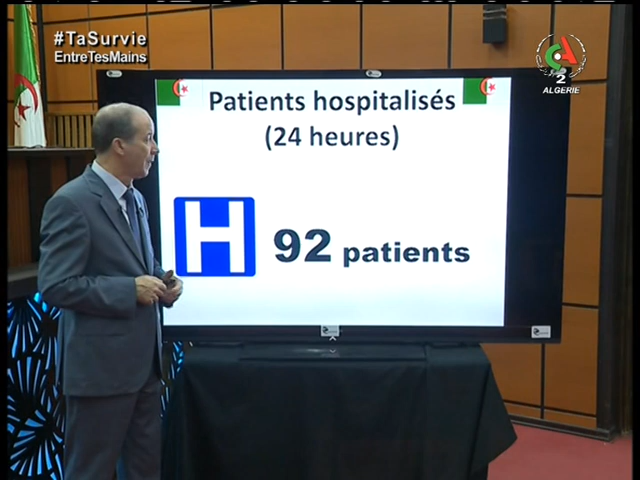 #TaSurvie
EntreTesMains
2
ALGERIE
Patients hospitalisés
(24 heures)
H 92 patients